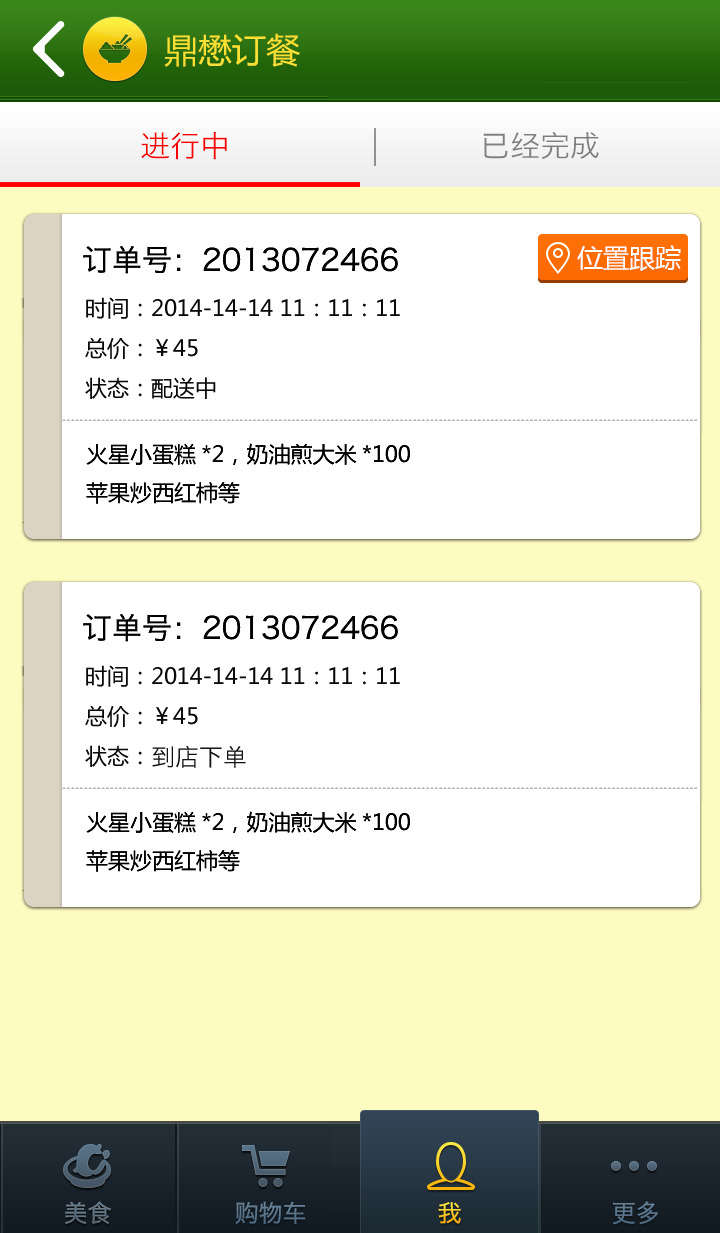 鼎懋订餐
进行中
已经完成
订单号：2013072466
位置跟踪
时间：2014-14-14 11：11：11
总价：￥45
状态：配送中
火星小蛋糕 *2，奶油煎大米 *100
苹果炒西红柿等
订单号：2013072466
时间：2014-14-14 11：11：11
总价：￥45
状态：到店下单
火星小蛋糕 *2，奶油煎大米 *100
苹果炒西红柿等
美食
购物车
我
更多